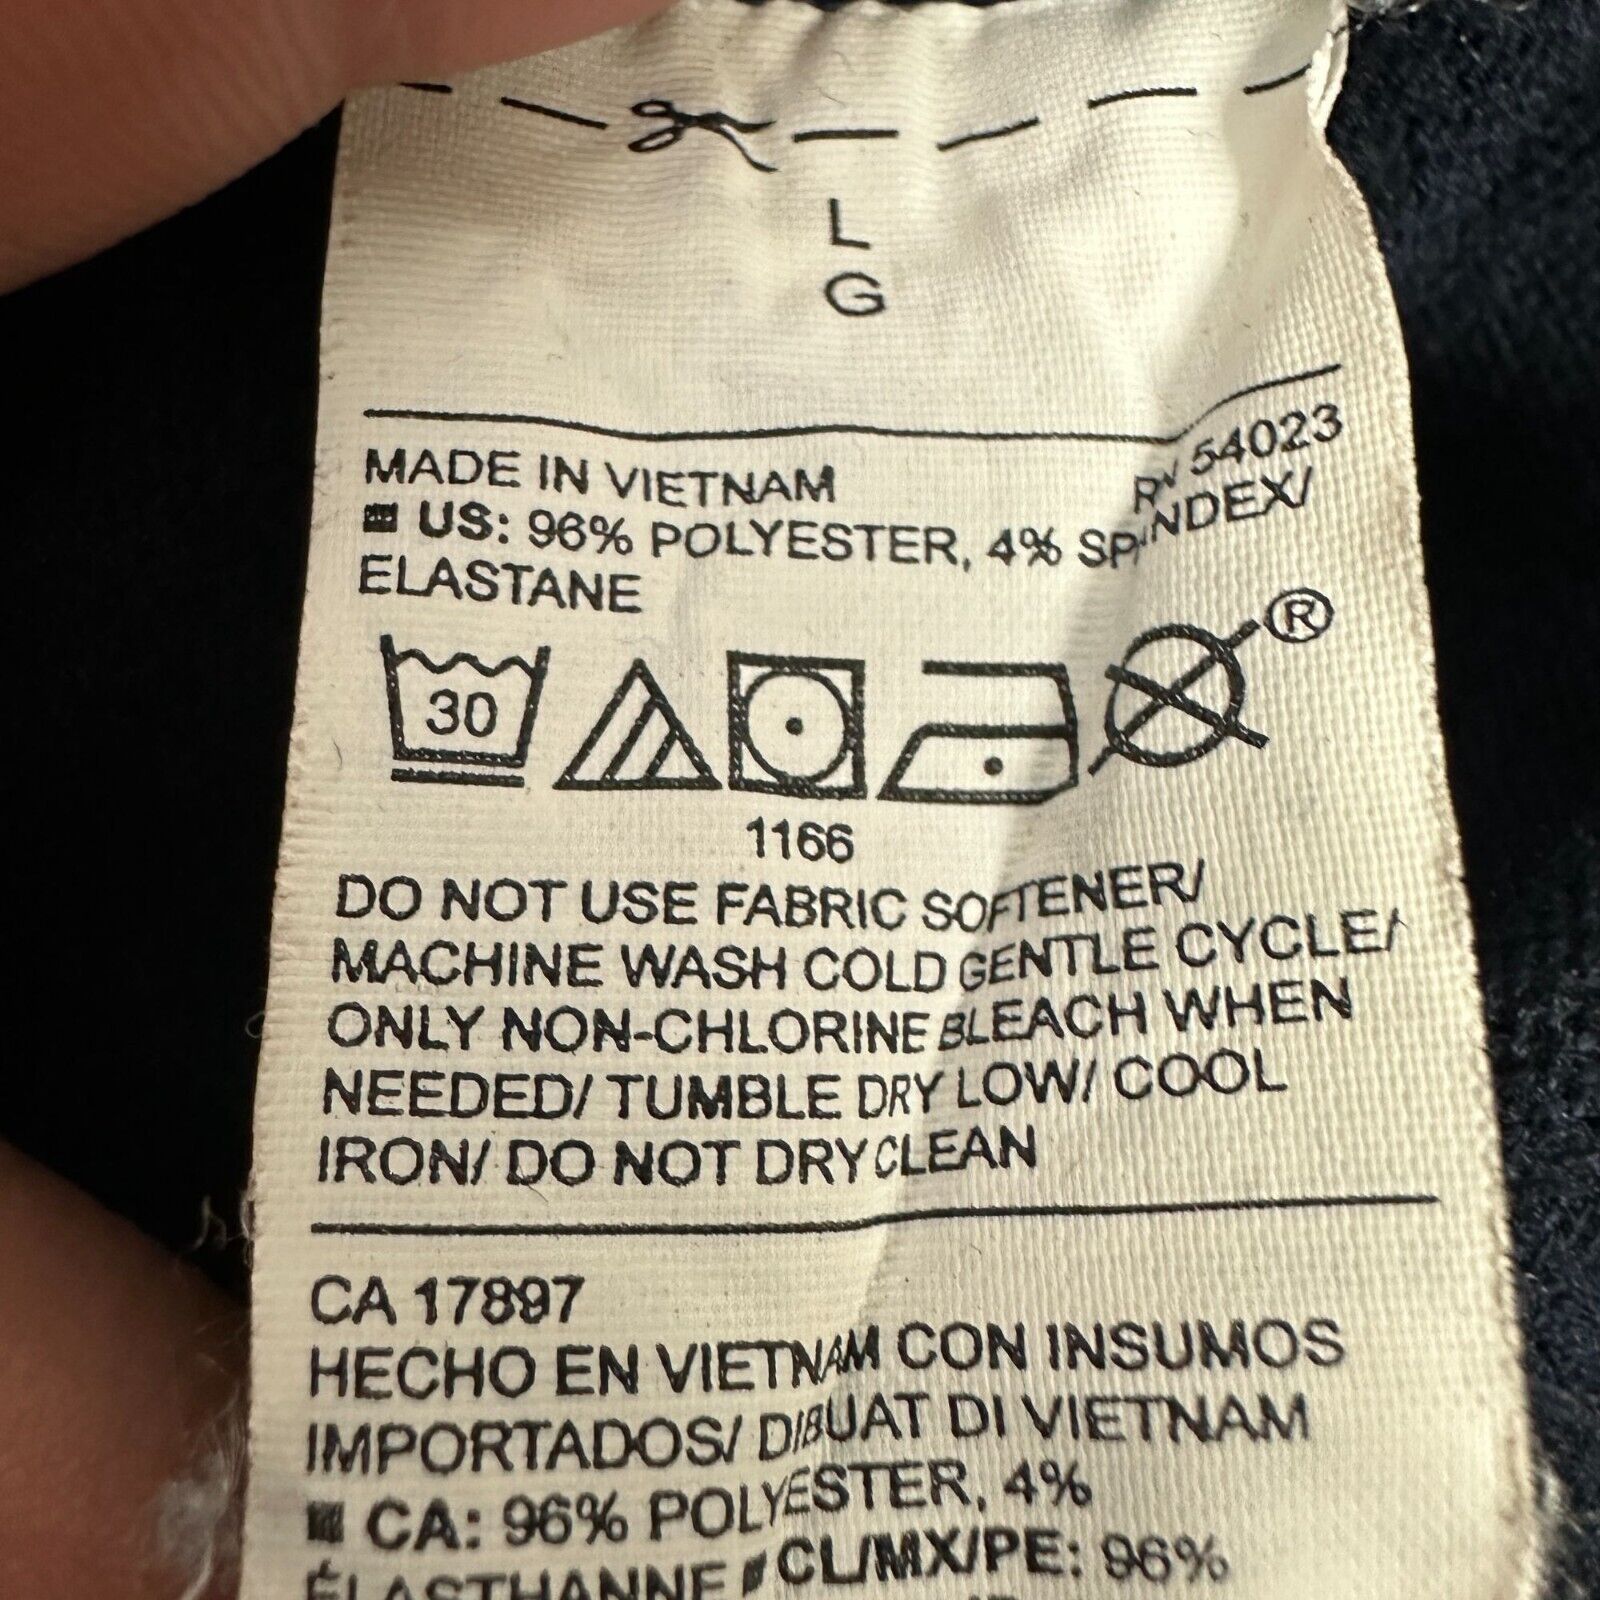 L
G
MADE IN VIETNAM RN 54023
US: 96% POLYESTER, 4% SPANDEX/
ELASTANE
30
®
1166
DO NOT USE FABRIC SOFTENER/
MACHINE WASH COLD GENTLE CYCLE/
ONLY NON-CHLORINE BLEACH WHEN
NEEDED/ TUMBLE DRY LOW/ COOL
IRON/ DO NOT DRY CLEAN
CA 17897
HECHO EN VIETNAM CON INSUMOS
IMPORTADOS/ DIBUAT DI VIETNAM
CA: 96% POLYESTER, 4%
ÉLASTHANNE CL/MX/PE: 96%